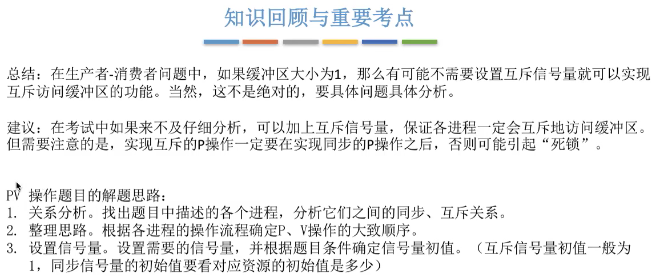 知识回顾与重要考点
总结：在生产者-消费者问题中，如果缓冲区大小为1，那么有可能不需要设置互斥信号量就可以实现
互斥访问缓冲区的功能。当然，这不是绝对的，要具体问题具体分析。
建议：在考试中如果来不及仔细分析，可以加上互斥信号量，保证各进程一定会互斥地访问缓冲区。
但需要注意的是，实现互斥的P操作一定要在实现同步的P操作之后，否则可能引起“死锁”。
PV 操作题目的解题思路：
1. 关系分析。找出题目中描述的各个进程，分析它们之间的同步、互斥关系。
2. 整理思路。根据各进程的操作流程确定P、V操作的大致顺序。
3. 设置信号量。设置需要的信号量，并根据题目条件确定信号量初值。（互斥信号量初值一般为
1，同步信号量的初始值要看对应资源的初始值是多少）